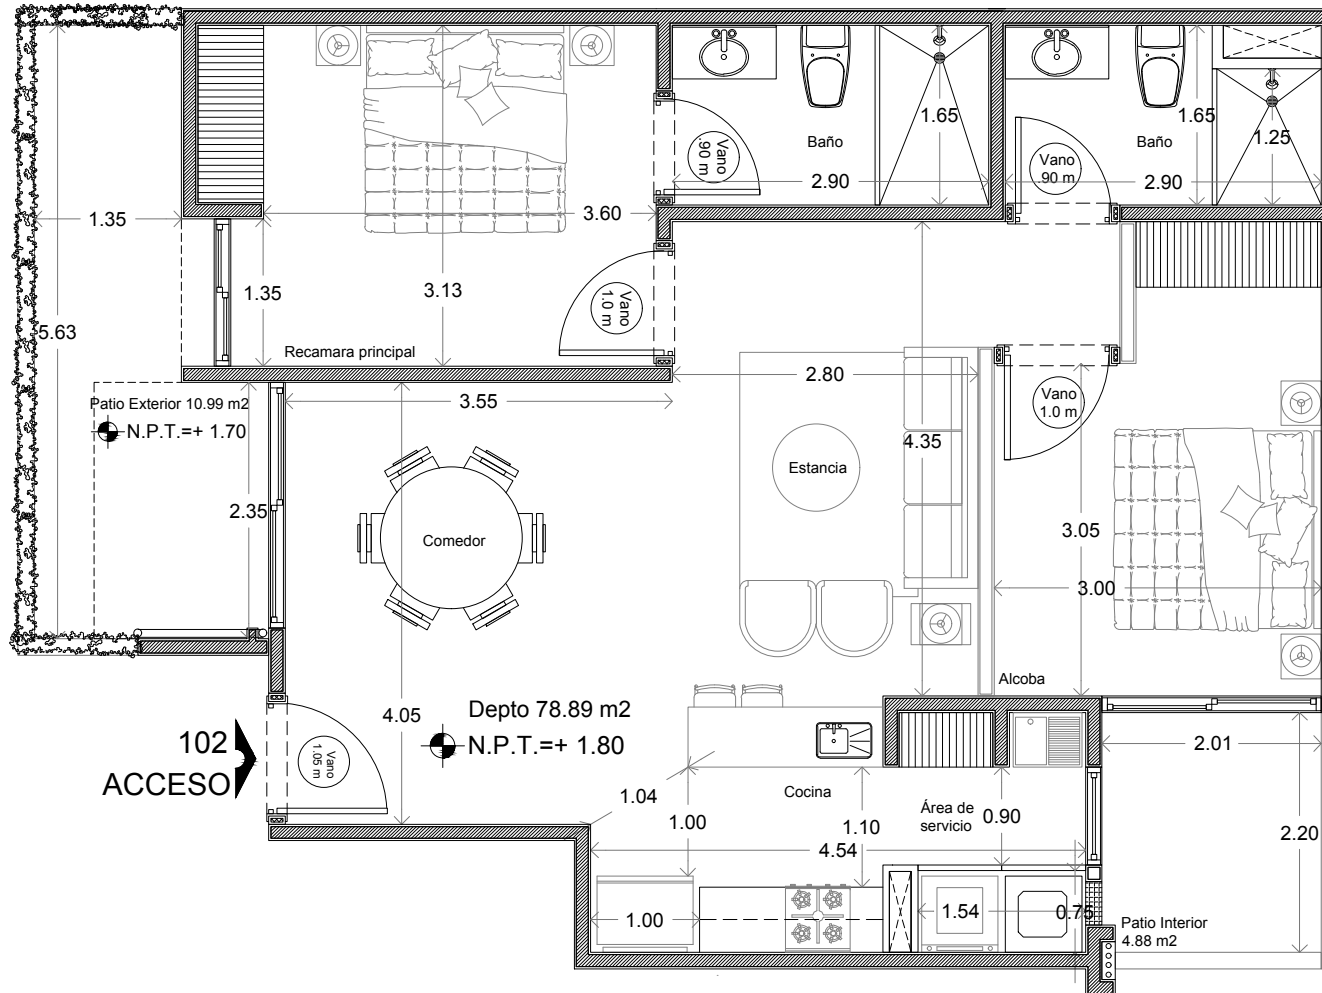 Baño
Baño
1.65
1.65
1.25
Vano
.90 m
Vano
.90 m
2.90
2.90
1.35
3.60
1.35
3.13
Vano
1.0 m
5.63
Recamara principal
2.80
3.55
Vano
1.0 m
Patio Exterior 10.99 m2
N.P.T.=+ 1.70
4.35
Estancia
2.35
Comedor
3.05
3.00
Alcoba
Depto 78.89 m2
4.05
N.P.T.=+ 1.80
102
ACCESO
Vano
1.05 m
2.01
1.04
Cocina
1.00
1.10
Área de
servicio
0.90
2.20
4.54
1.00
1.54
0.75
Patio Interior
4.88 m2